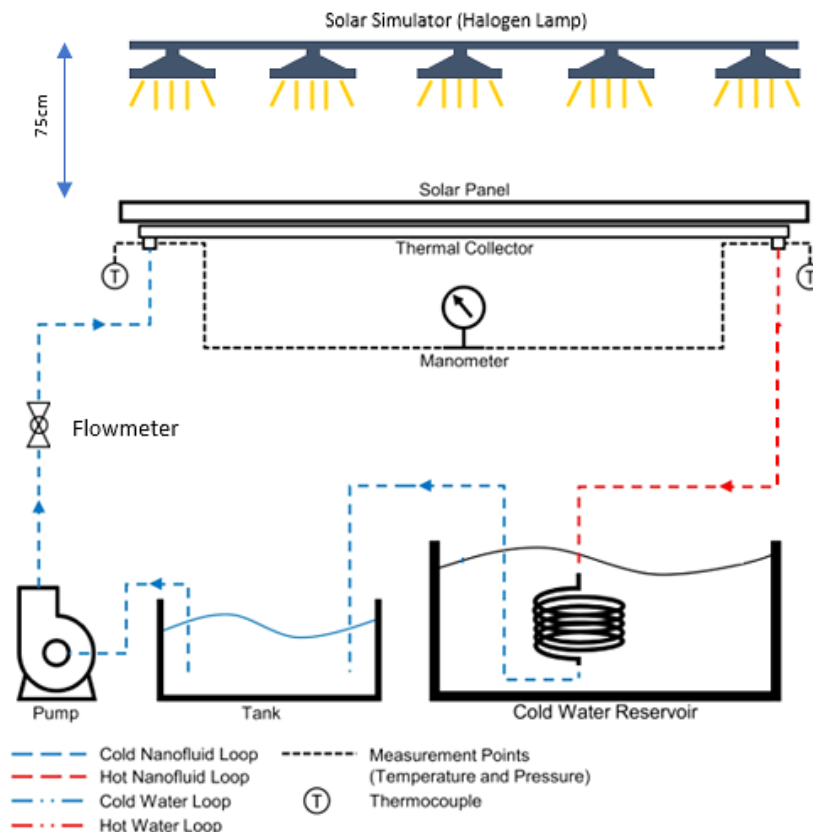 Solar Simulator (Halogen Lamp)
75cm
Solar Panel
Thermal Collector
T
T
Manometer
Flowmeter
Pump
Tank
Cold Water Reservoir
Cold Nanofluid Loop
Hot Nanofluid Loop
Cold Water Loop
Hot Water Loop
Measurement Points
(Temperature and Pressure)
T
Thermocouple